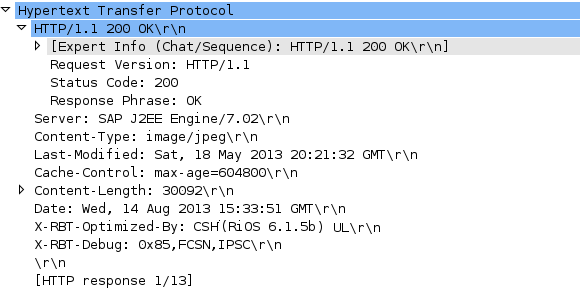 Hypertext Transfer Protocol
HTTP/1.1 200 OK\r\n
[Expert Info (Chat/Sequence): HTTP/1.1 200 OK\r\n]
Request Version: HTTP/1.1
Status Code: 200
Response Phrase: OK
Server: SAP J2EE Engine/7.02\r\n
Content-Type: image/jpeg\r\n
Last-Modified: Sat, 18 May 2013 20:21:32 GMT\r\n
Cache-Control: max-age=604800\r\n
Content-Length: 30092\r\n
Date: Wed, 14 Aug 2013 15:33:51 GMT\r\n
X-RBT-Optimized-By: CSH(RiOS 6.1.5b) UL\r\n
X-RBT-Debug: 0x85,FCSN,IPSC\r\n
\r\n
[HTTP response 1/13]